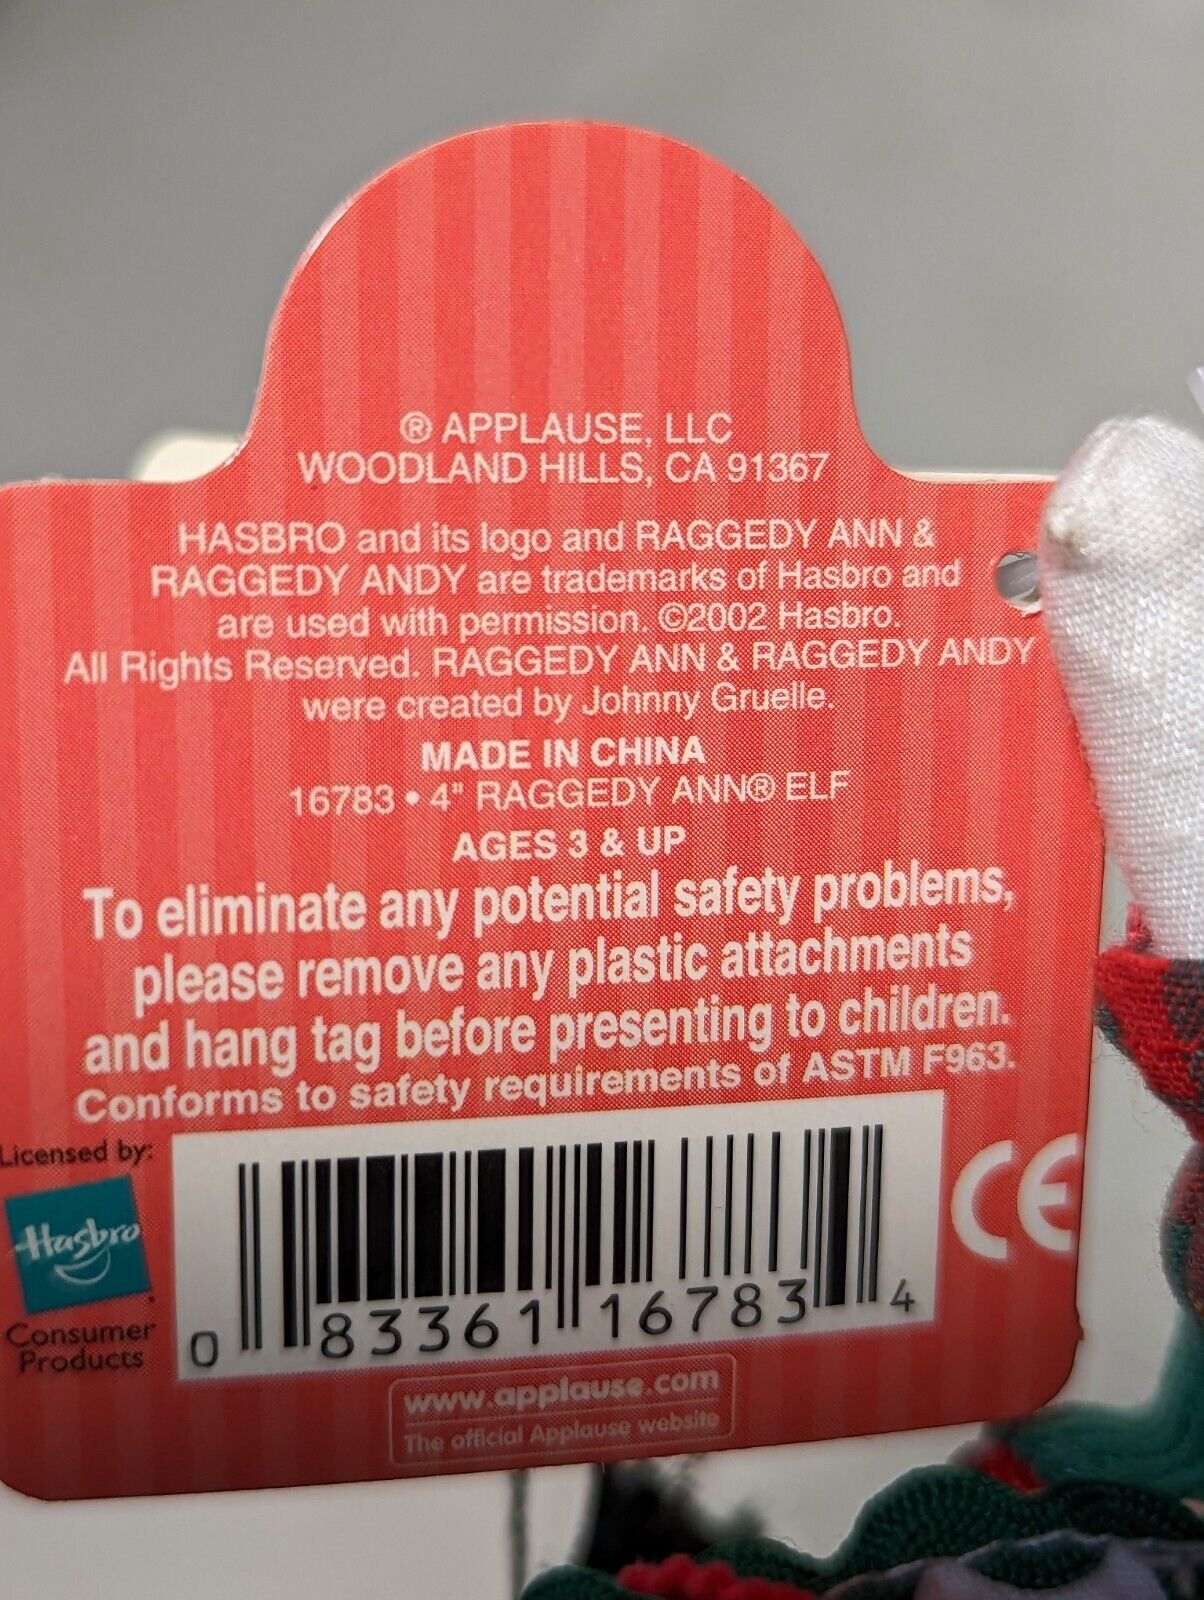 ® APPLAUSE, LLC
WOODLAND HILLS, CA 91367
HASBRO and its logo and RAGGEDY ANN &
RAGGEDY ANDY are trademarks of Hasbro and
are used with permission. ©2002 Hasbro.
All Rights Reserved. RAGGEDY ANN & RAGGEDY ANDY
were created by Johnny Gruelle.
MADE IN CHINA
16783 • 4" RAGGEDY ANN® ELF
AGES 3 & UP
To eliminate any potential safety problems,
please remove any plastic attachments
and hang tag before presenting to children.
Conforms to safety requirements of ASTM F963.
Licensed by:
Hasbro
Consumer
Products
CE
0 83361 16783 4
www.applause.com
The official Applause website